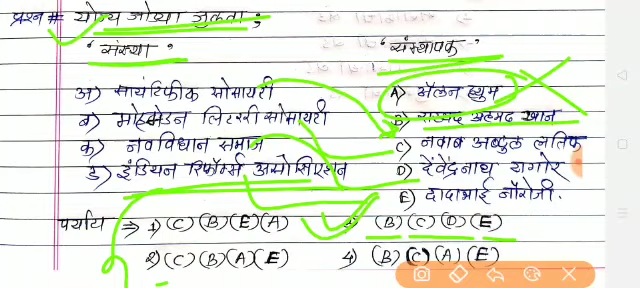 प्रश्न # योग्य जोड्या जुळवा ;
"संस्था" "संस्थापक"
अ) सायंटिफीक सोसायटी A) ॲलन ह्युम
ब) मोहमेडन लिटररी सोसायटी B) सय्यद अहमद खान
क) नवविधान समाज C) नवाब अब्दुल लतिफ
ड) इंडियन रिफॉर्म्स असोसिएशन D) देवेंद्रनाथ टागोर
E) दादाभाई नौरोजी.
पर्याय ⇒ 1) (C) (B) (E) (A) 3) (B) (C) (D) (E)
2) (C) (B) (A) (E) 4) (B) (C) (A) (E)